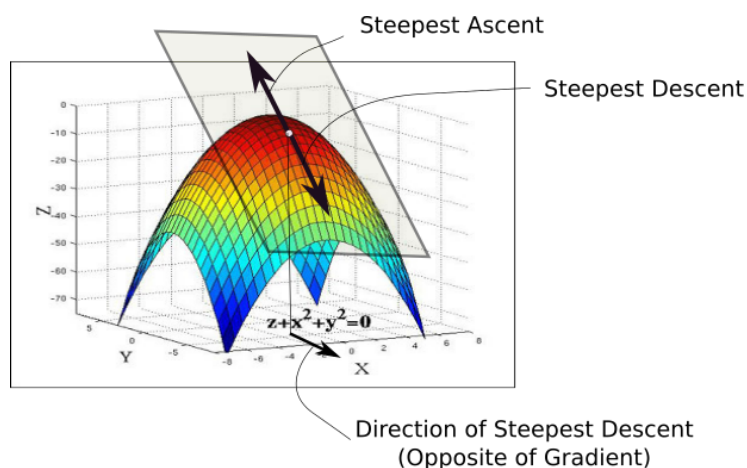 Steepest Ascent
Steepest Descent
0
-10
-20
-30
-40
-50
-60
-70
Z
5
0
-5
Y
-8
-6
-4
-2
0
2
4
6
8
X
z+x²+y²=0
Direction of Steepest Descent
(Opposite of Gradient)